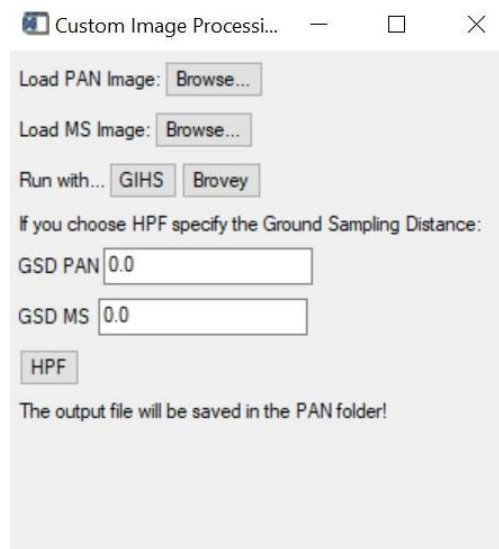 Custom Image Processi...
Load PAN Image: Browse...
Load MS Image: Browse...
Run with... GIHS Brovey
If you choose HPF specify the Ground Sampling Distance:
GSD PAN 0.0
GSD MS 0.0
HPF
The output file will be saved in the PAN folder!